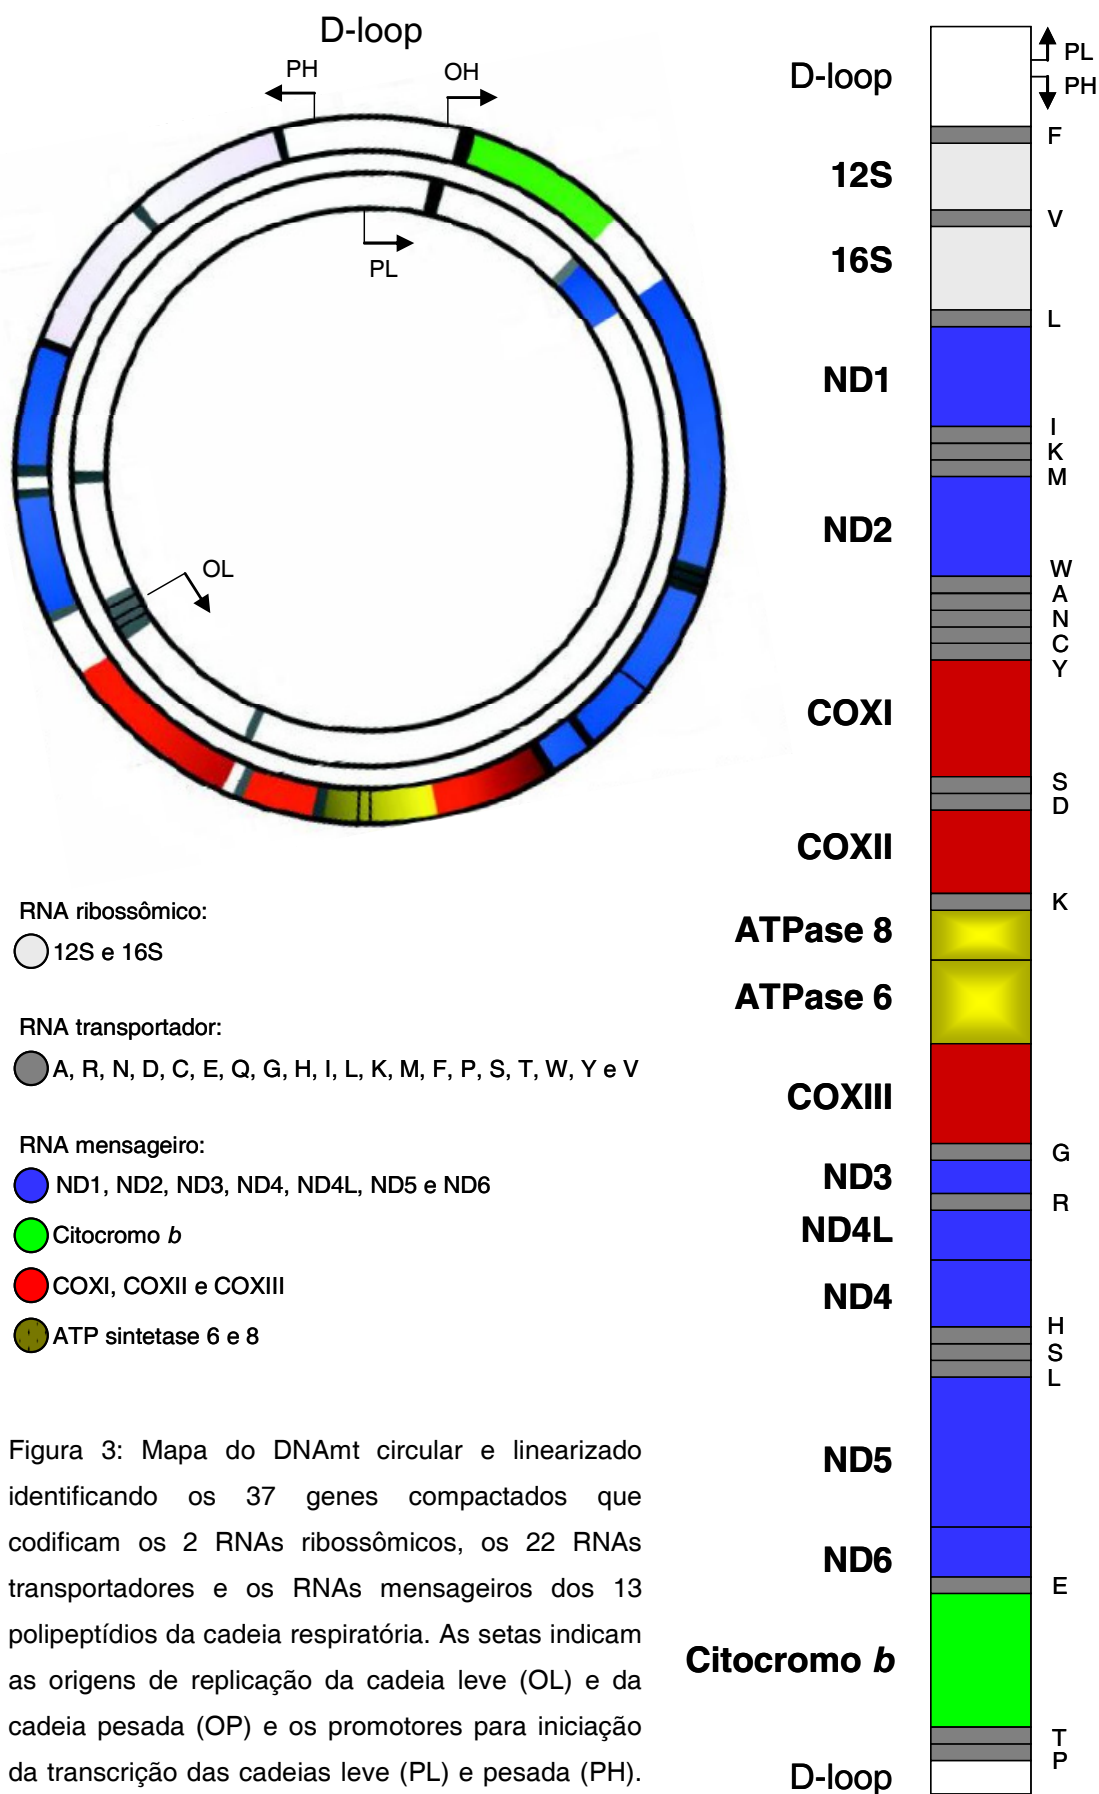 D-loop
PH
OH
PL
OL
RNA ribossômico:
12S e 16S
RNA transportador:
A, R, N, D, C, E, Q, G, H, I, L, K, M, F, P, S, T, W, Y e V
RNA mensageiro:
ND1, ND2, ND3, ND4, ND4L, ND5 e ND6
Citocromo b
COXI, COXII e COXIII
ATP sintetase 6 e 8
Figura 3: Mapa do DNAmt circular e linearizado
identificando os 37 genes compactados que
codificam os 2 RNAs ribossômicos, os 22 RNAs
transportadores e os RNAs mensageiros dos 13
polipeptídios da cadeia respiratória. As setas indicam
as origens de replicação da cadeia leve (OL) e da
cadeia pesada (OP) e os promotores para iniciação
da transcrição das cadeias leve (PL) e pesada (PH).
PL
D-loop
PH
F
12S
V
16S
L
ND1
I
K
M
ND2
W
A
N
C
Y
COXI
S
D
COXII
K
ATPase 8
ATPase 6
COXIII
G
ND3
R
ND4L
ND4
H
S
L
ND5
ND6
E
Citocromo b
T
P
D-loop